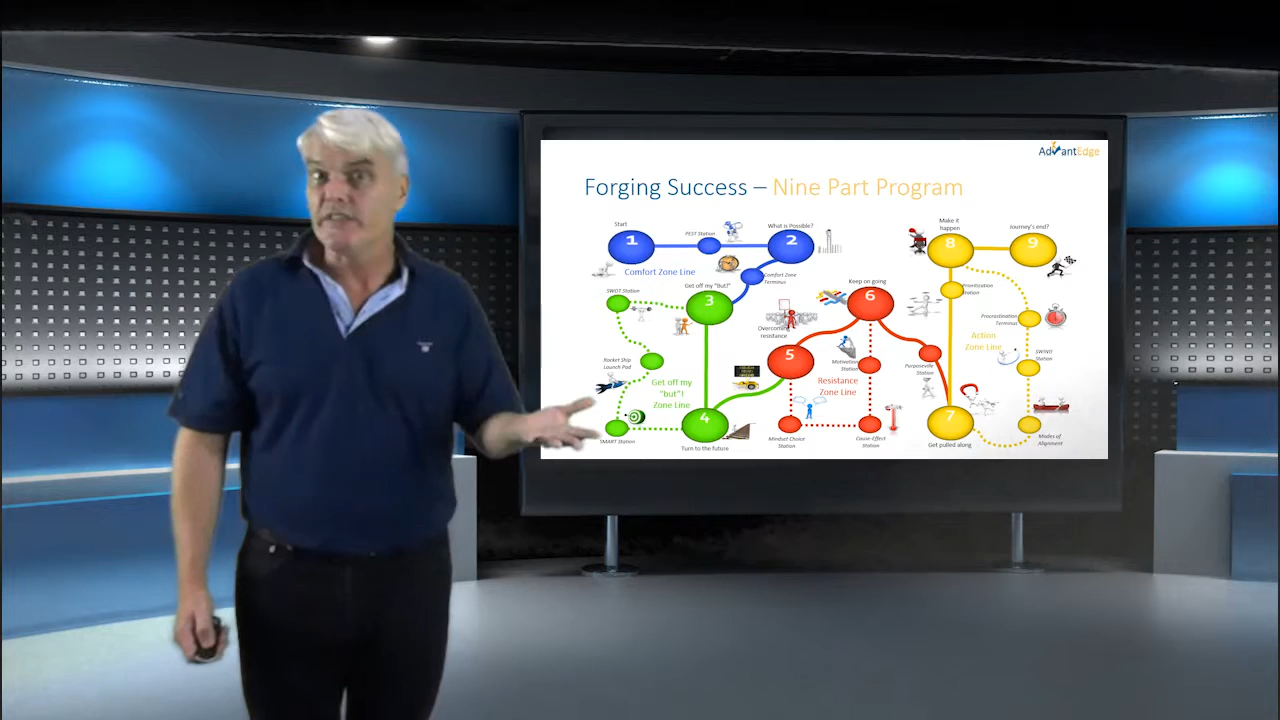 AdvantEdge
Forging Success – Nine Part Program
Start
1
PEST Station
What is Possible?
2
Comfort Zone Line
Comfort Zone
Terminus
SWOT Station
Get off my "But!"
3
Rocket Ship
Launch Pad
Get off my
"but"!
Zone Line
SMART Station
4
Turn to the future
Overcoming
resistance
5
Keep on going
6
Motivation
Station
Resistance
Zone Line
Mindset Choice
Station
Cause-Effect
Station
Purposeville
Station
7
Get pulled along
Make it
happen
8
Journey's end?
9
Prioritization
Station
Procrastination
Terminus
Action
Zone Line
SW/ND
Station
Modes of
Alignment